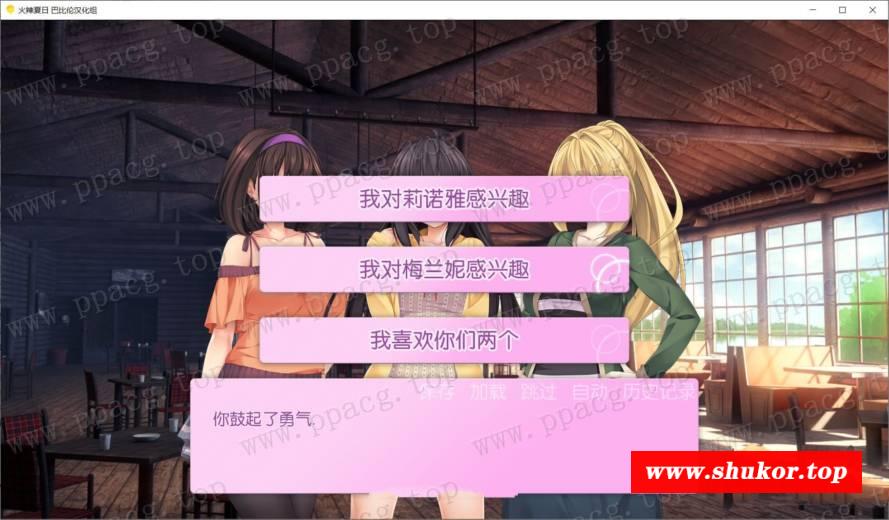 火辣夏日 巴比伦汉化组
我对莉诺雅感兴趣
我对梅兰妮感兴趣
我喜欢你们两个
保存 加载 跳过 自动 历史记录
你鼓起了勇气.
www.shukor.top
www.ppacg.top